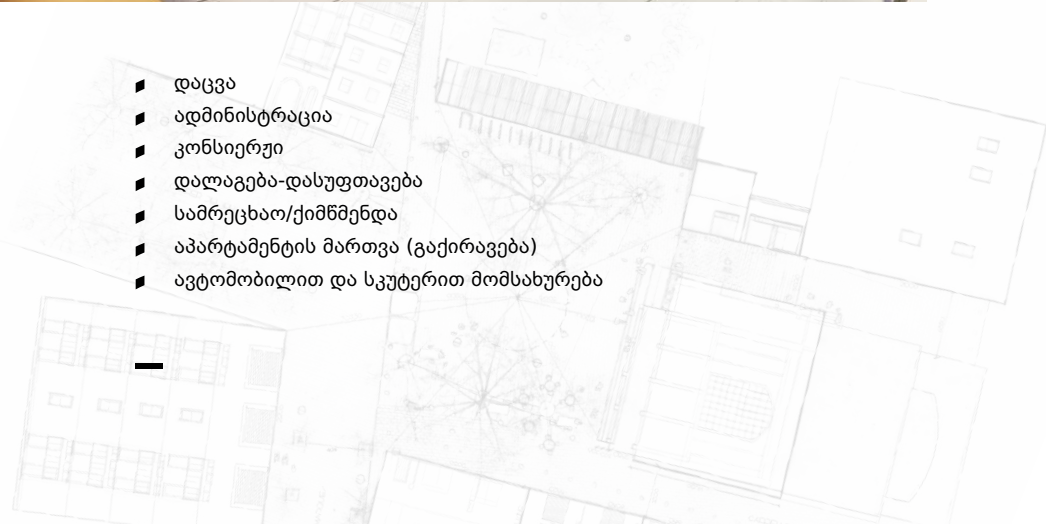 დაცვა
ადმინისტრაცია
კონსიერჟი
დალაგება-დასუფთავება
სამრეცხაო/ქიმწმენდა
აპარტამენტის მართვა (გაქირავება)
ავტომობილით და სკუტერით მომსახურება